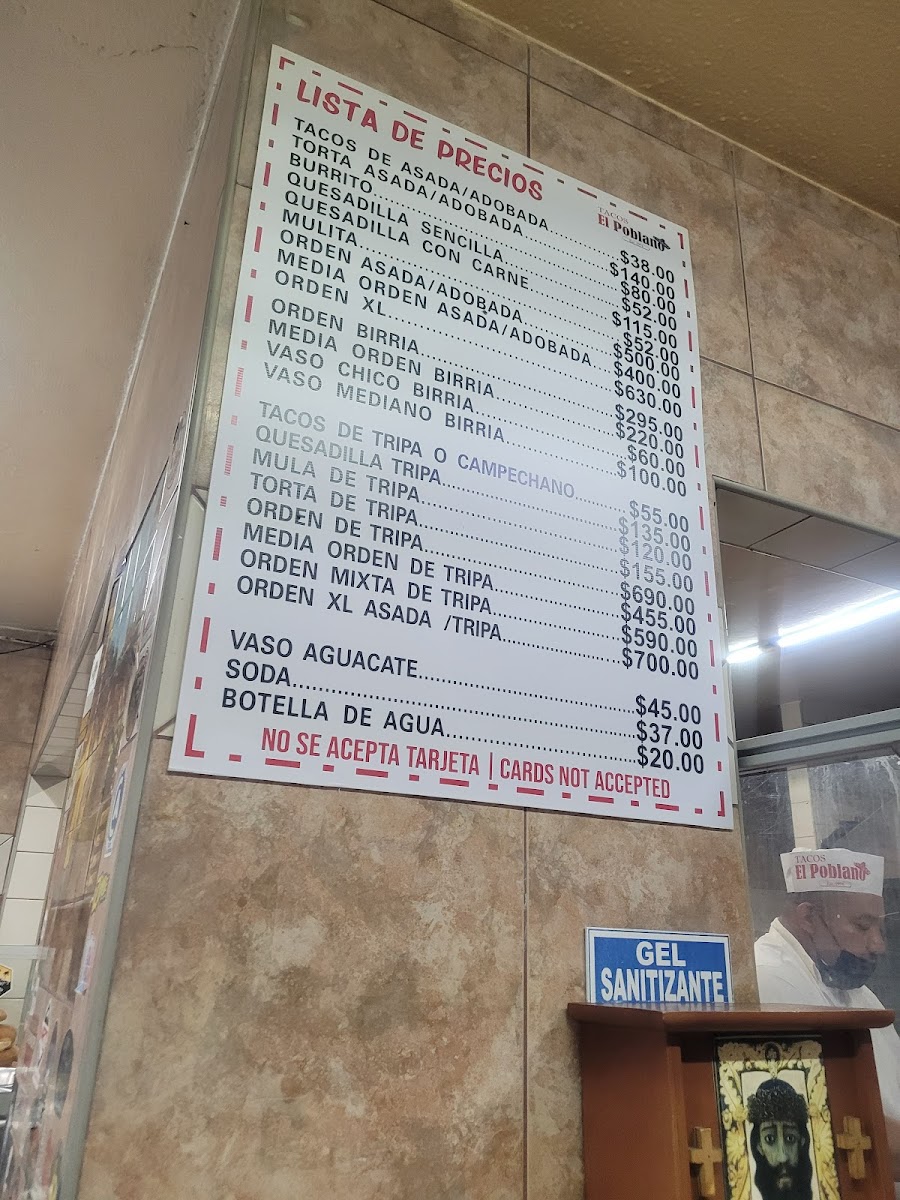 LISTA DE PRECIOS
TACOS El Poblano
TACOS DE ASADA/ADOBADA.......... $38.00
TORTA ASADA/ADOBADA.......... $140.00
BURRITO.......... $80.00
QUESADILLA SENCILLA.......... $52.00
QUESADILLA CON CARNE.......... $115.00
MULITA.......... $52.00
ORDEN ASADA/ADOBADA.......... $500.00
MEDIA ORDEN ASADA/ADOBADA.... $400.00
ORDEN XL.......... $630.00
ORDEN BIRRIA.......... $295.00
MEDIA ORDEN BIRRIA.......... $220.00
VASO CHICO BIRRIA.......... $60.00
VASO MEDIANO BIRRIA.......... $100.00
TACOS DE TRIPA O CAMPECHANO.......... $55.00
QUESADILLA TRIPA.......... $135.00
MULA DE TRIPA.......... $120.00
TORTA DE TRIPA.......... $155.00
ORDEN DE TRIPA.......... $690.00
MEDIA ORDEN DE TRIPA.......... $455.00
ORDEN MIXTA DE TRIPA.......... $590.00
ORDEN XL ASADA /TRIPA.......... $700.00
VASO AGUACATE.......... $45.00
SODA.......... $37.00
BOTELLA DE AGUA.......... $20.00
NO SE ACEPTA TARJETA | CARDS NOT ACCEPTED
TACOS
El Poblano
GEL
SANITIZANTE